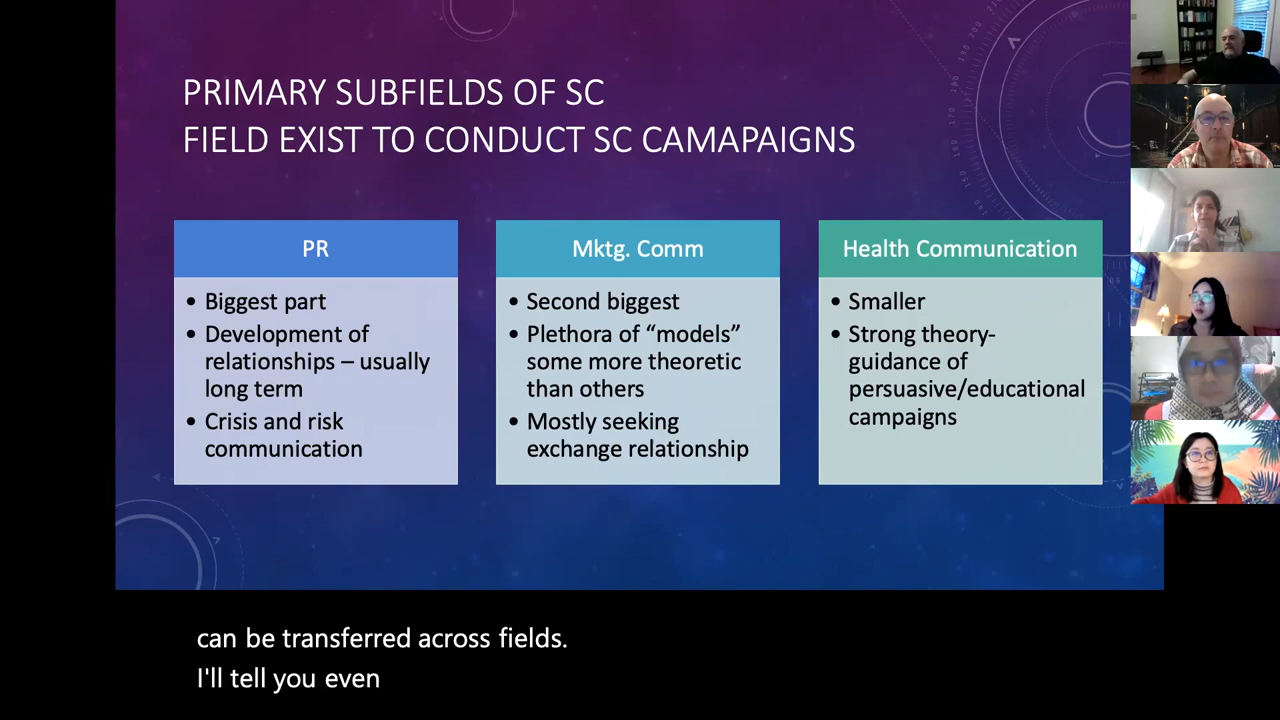 PRIMARY SUBFIELDS OF SC
FIELD EXIST TO CONDUCT SC CAMAPAIGNS
PR
• Biggest part
• Development of
relationships – usually
long term
• Crisis and risk
communication
Mktg. Comm
• Second biggest
• Plethora of “models”
some more theoretic
than others
• Mostly seeking
exchange relationship
Health Communication
• Smaller
• Strong theory-
guidance of
persuasive/educational
campaigns
can be transferred across fields.
I'll tell you even